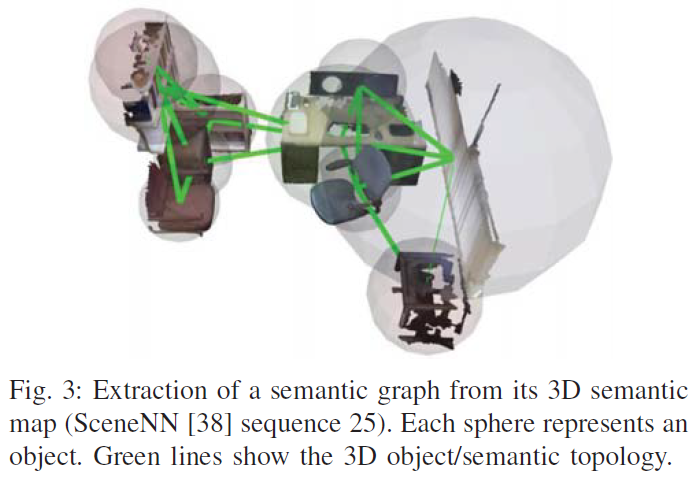 Fig. 3: Extraction of a semantic graph from its 3D semantic
map (SceneNN [38] sequence 25). Each sphere represents an
object. Green lines show the 3D object/semantic topology.